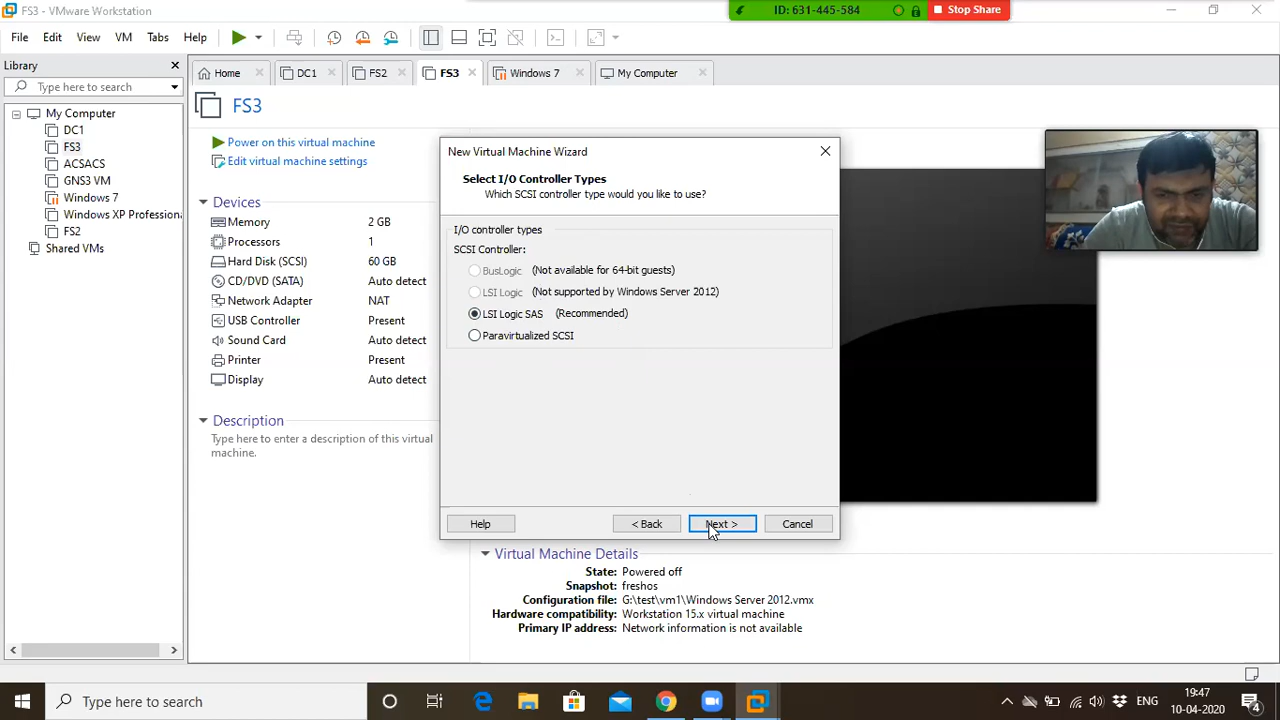 FS3 - VMware Workstation
ID: 631-445-584
Stop Share
File Edit View VM Tabs Help
Library
Home
DC1
FS2
FS3
Windows 7
My Computer
Type here to search
My Computer
DC1
FS3
ACSACS
GNS3 VM
Windows 7
Windows XP Professiona
FS2
Shared VMs
FS3
Power on this virtual machine
Edit virtual machine settings
Devices
Memory 2 GB
Processors 1
Hard Disk (SCSI) 60 GB
CD/DVD (SATA) Auto detect
Network Adapter NAT
USB Controller Present
Sound Card Auto detect
Printer Present
Display Auto detect
Description
Type here to enter a description of this virtual
machine.
New Virtual Machine Wizard
Select I/O Controller Types
Which SCSI controller type would you like to use?
I/O controller types
SCSI Controller:
BusLogic (Not available for 64-bit guests)
LSI Logic (Not supported by Windows Server 2012)
LSI Logic SAS (Recommended)
Paravirtualized SCSI
Help
< Back
Next >
Cancel
Virtual Machine Details
State: Powered off
Snapshot: freshos
Configuration file: G:\test\vm1\Windows Server 2012.vmx
Hardware compatibility: Workstation 15.x virtual machine
Primary IP address: Network information is not available
Type here to search
ENG
19:47
10-04-2020
4